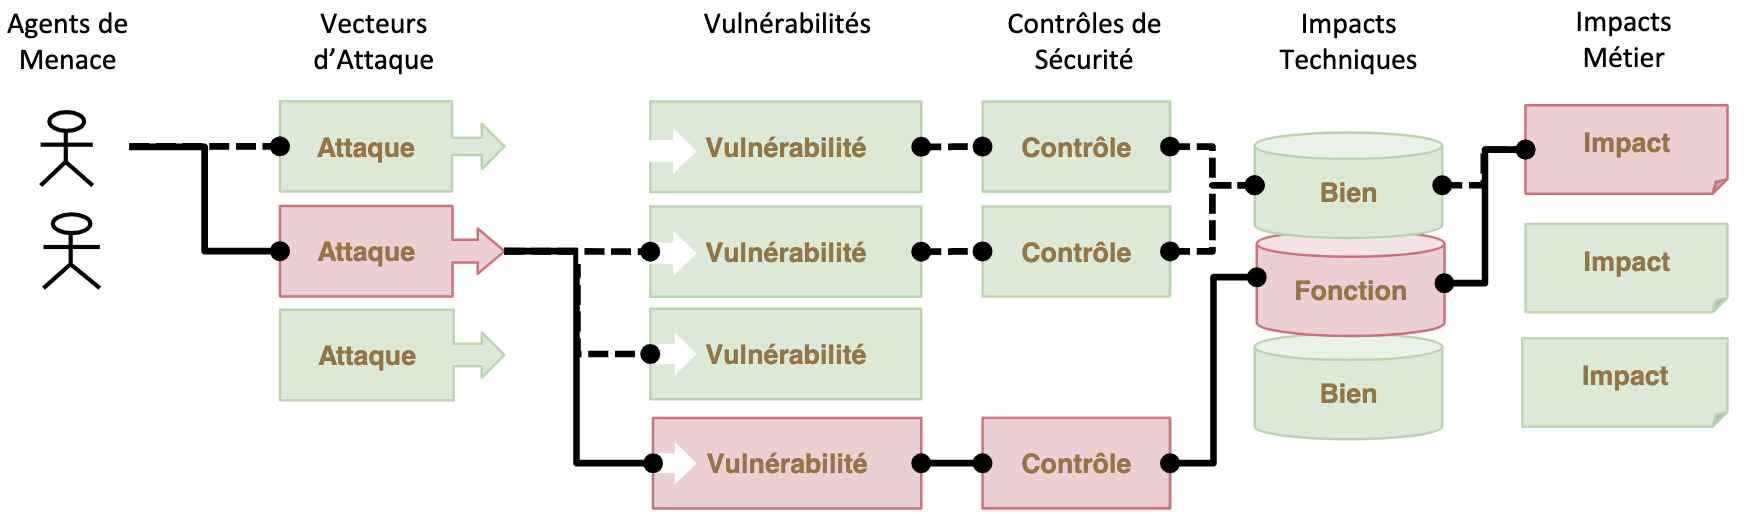 Agents de
Menace
Vecteurs
d’Attaque
Vulnérabilités
Contrôles de
Sécurité
Impacts
Techniques
Impacts
Métier
Attaque
Vulnérabilité
Contrôle
Bien
Impact
Attaque
Vulnérabilité
Contrôle
Fonction
Impact
Attaque
Vulnérabilité
Bien
Impact
Vulnérabilité
Contrôle